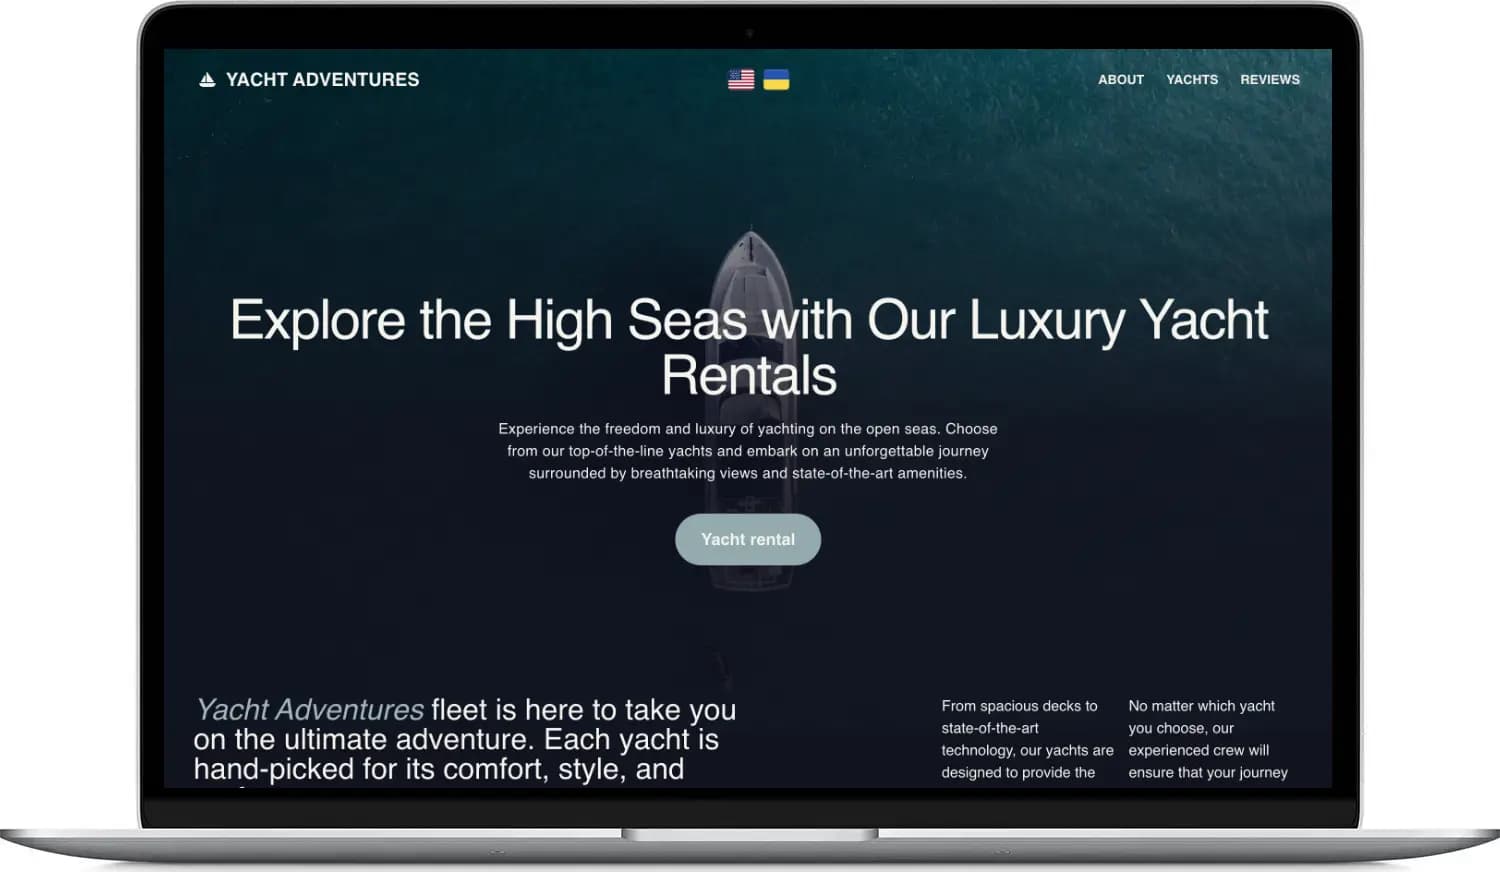 YACHT ADVENTURES
ABOUT YACHTS REVIEWS
Explore the High Seas with Our Luxury Yacht
Rentals
Experience the freedom and luxury of yachting on the open seas. Choose
from our top-of-the-line yachts and embark on an unforgettable journey
surrounded by breathtaking views and state-of-the-art amenities.
Yacht rental
Yacht Adventures fleet is here to take you
on the ultimate adventure. Each yacht is
hand-picked for its comfort, style, and
From spacious decks to
state-of-the-art
technology, our yachts are
designed to provide the
No matter which yacht
you choose, our
experienced crew will
ensure that your journey